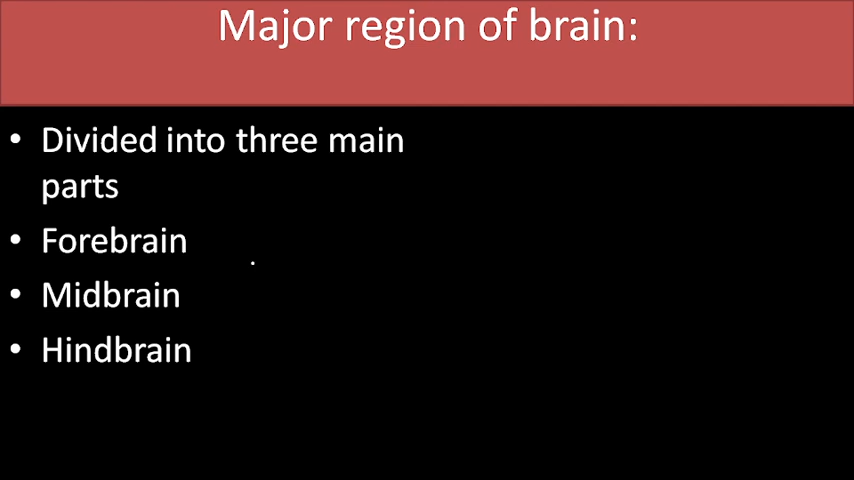 Major region of brain:
• Divided into three main
parts
• Forebrain
• Midbrain
• Hindbrain